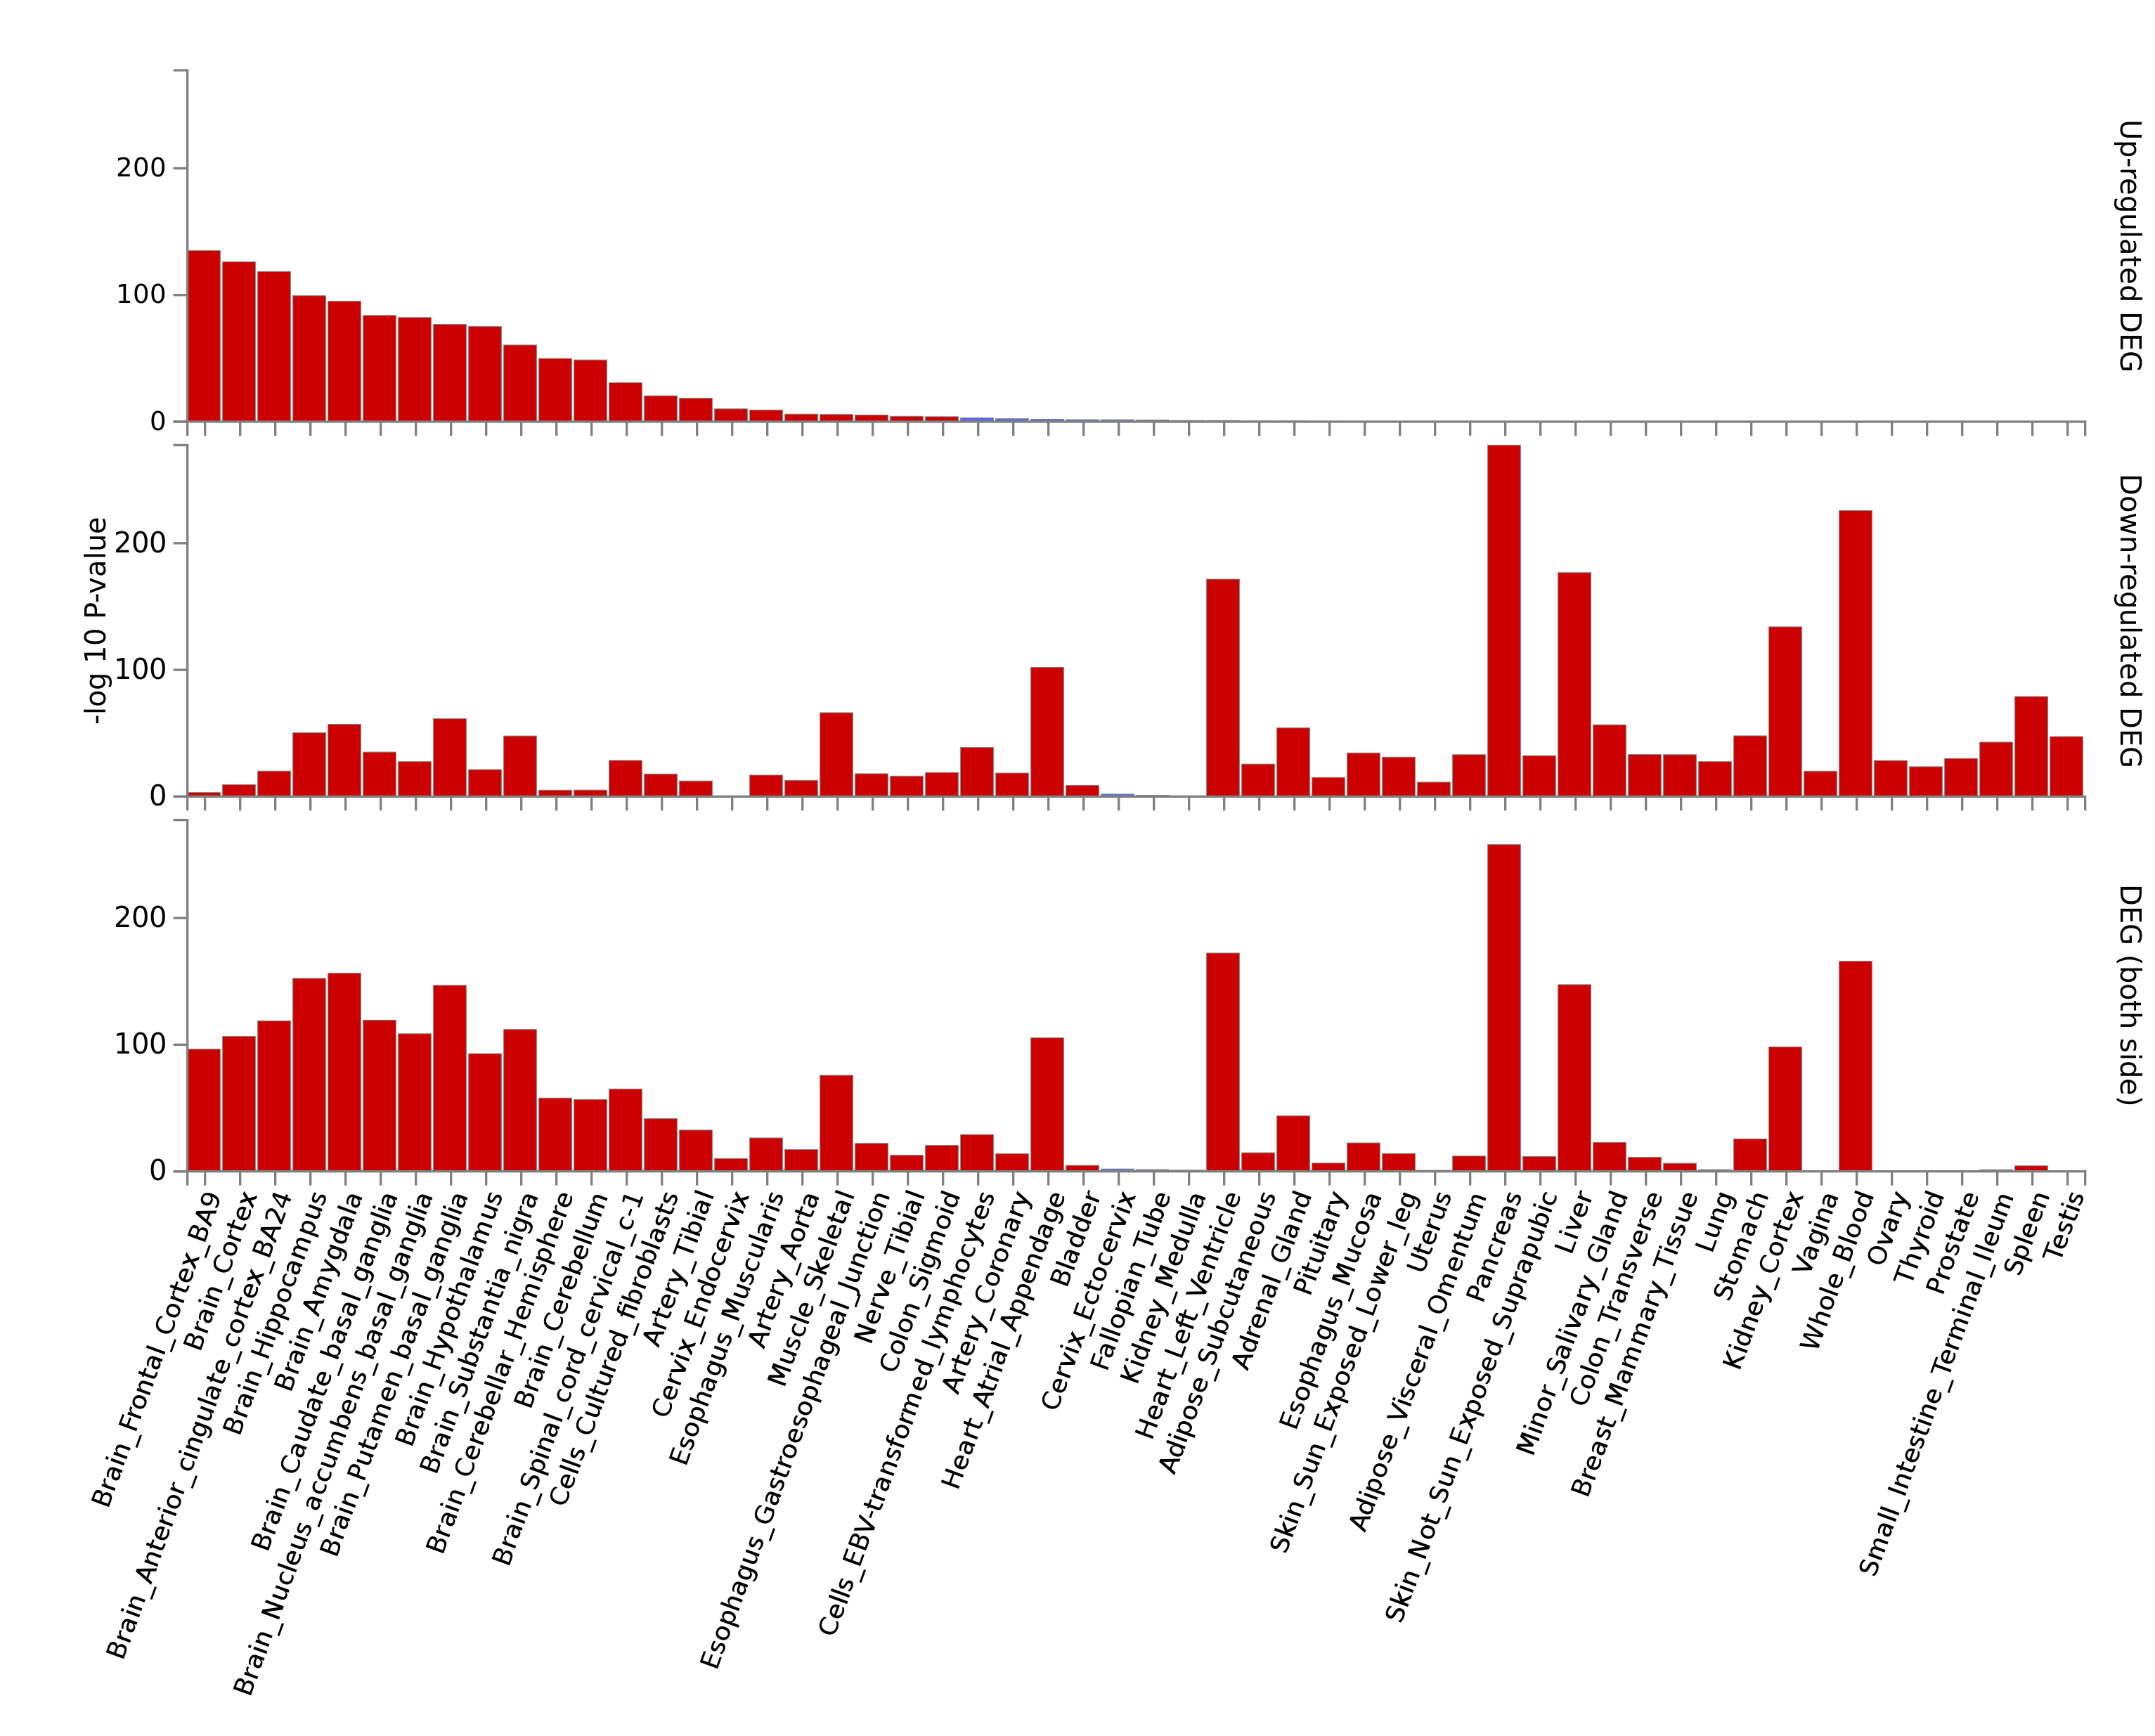 200
100
0
Up-regulated DEG
-log 10 P-value
200
100
0
Down-regulated DEG
200
100
0
DEG (both side)
Brain_Frontal_Cortex_BA9
Brain_Cortex
Brain_Anterior_cingulate_cortex_BA24
Brain_Hippocampus
Brain_Amygdala
Brain_Caudate_basal_ganglia
Brain_Nucleus_accumbens_basal_ganglia
Brain_Putamen_basal_ganglia
Brain_Hypothalamus
Brain_Substantia_nigra
Brain_Cerebellar_Hemisphere
Brain_Cerebellum
Brain_Spinal_cord_cervical_c-1
Cells_Cultured_fibroblasts
Artery_Tibial
Cervix_Endocervix
Esophagus_Muscularis
Artery_Aorta
Muscle_Skeletal
Esophagus_Gastroesophageal_Junction
Nerve_Tibial
Colon_Sigmoid
Cells_EBV-transformed_lymphocytes
Artery_Coronary
Heart_Atrial_Appendage
Bladder
Cervix_Ectocervix
Fallopian_Tube
Kidney_Medulla
Heart_Left_Ventricle
Adipose_Subcutaneous
Adrenal_Gland
Pituitary
Esophagus_Mucosa
Skin_Sun_Exposed_Lower_leg
Uterus
Adipose_Visceral_Omentum
Pancreas
Skin_Not_Sun_Exposed_Suprapubic
Liver
Minor_Salivary_Gland
Colon_Transverse
Breast_Mammary_Tissue
Lung
Stomach
Kidney_Cortex
Vagina
Whole_Blood
Ovary
Thyroid
Prostate
Small_Intestine_Terminal_Ileum
Spleen
Testis